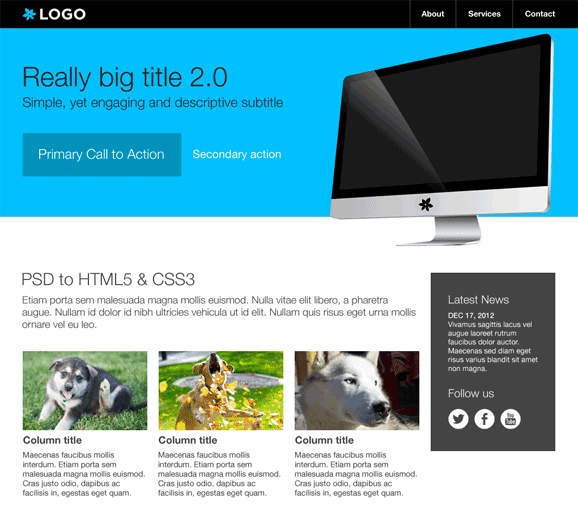 LOGO
About
Services
Contact
Really big title 2.0
Simple, yet engaging and descriptive subtitle
Primary Call to Action
Secondary action
PSD to HTML5 & CSS3
Etiam porta sem malesuada magna mollis euismod. Nulla vitae elit libero, a pharetra
augue. Nullam id dolor id nibh ultricies vehicula ut id elit. Nullam quis risus eget urna mollis
ornare vel eu leo.
Column title
Maecenas faucibus mollis
interdum. Etiam porta sem
malesuada magna mollis euismod.
Cras justo odio, dapibus ac
facilisis in, egestas eget quam.
Column title
Maecenas faucibus mollis
interdum. Etiam porta sem
malesuada magna mollis euismod.
Cras justo odio, dapibus ac
facilisis in, egestas eget quam.
Column title
Maecenas faucibus mollis
interdum. Etiam porta sem
malesuada magna mollis euismod.
Cras justo odio, dapibus ac
facilisis in, egestas eget quam.
Latest News
DEC 17, 2012
Vivamus sagittis lacus vel
augue laoreet rutrum
faucibus dolor auctor.
Maecenas sed diam eget
risus varius blandit sit amet
non magna.
Follow us
f
You
Tube